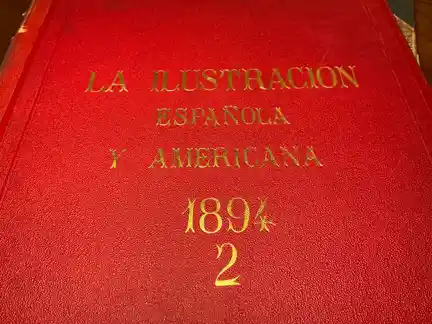 LA ILUSTRACION
ESPAÑOLA
Y AMERICANA
1894
2